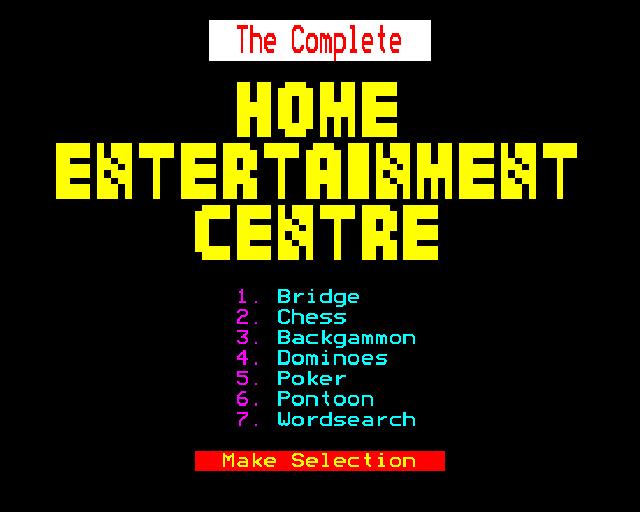 The Complete
HOME
ENTERTAINMENT
CENTRE
1. Bridge
2. Chess
3. Backgammon
4. Dominoes
5. Poker
6. Pontoon
7. Wordsearch
Make Selection